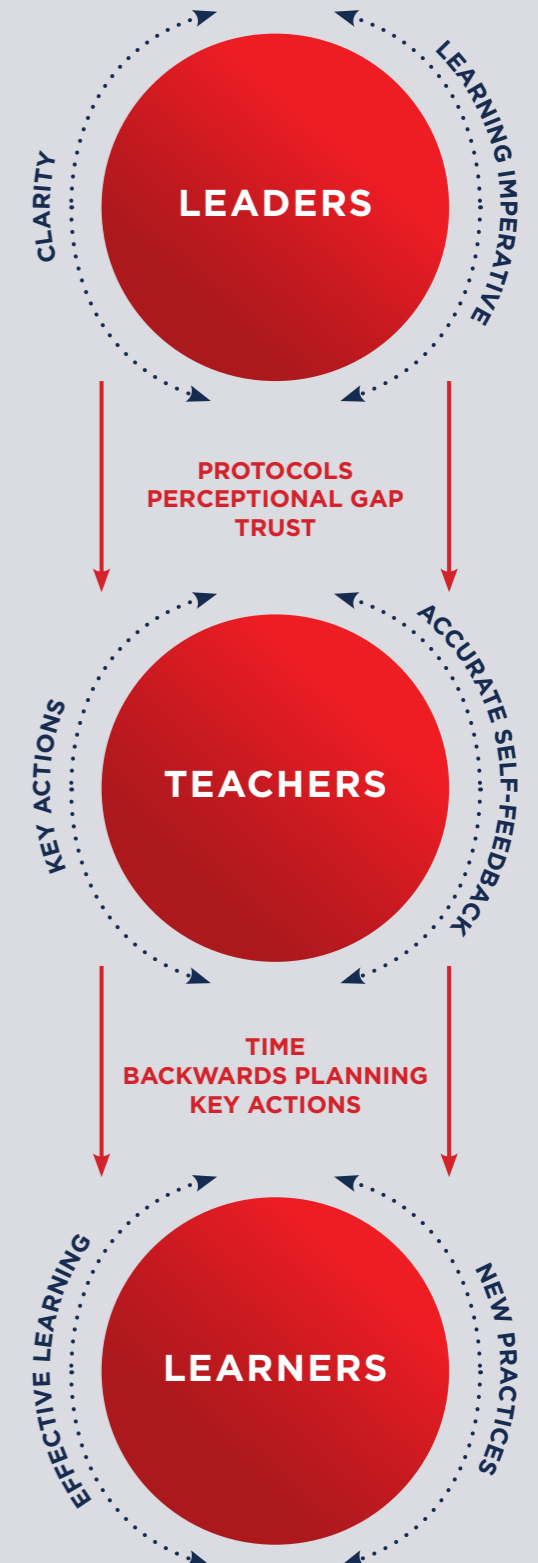 CLARITY
LEADERS
LEARNING IMPERATIVE
PROTOCOLS
PERCEPTIONAL GAP
TRUST
KEY ACTIONS
TEACHERS
ACCURATE SELF-FEEDBACK
TIME
BACKWARDS PLANNING
KEY ACTIONS
EFFECTIVE LEARNING
LEARNERS
NEW PRACTICES